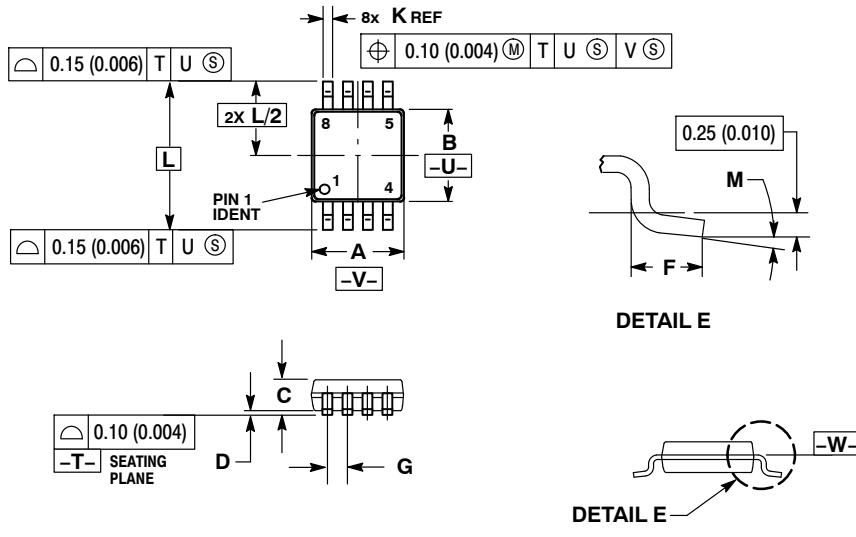 8x K REF
⌓ 0.15 (0.006) T U Ⓢ
⌖ 0.10 (0.004) Ⓜ T U Ⓢ V Ⓢ
2X L/2
8 5
0.25 (0.010)
B
L
–U–
M
1 4
PIN 1
IDENT
⌓ 0.15 (0.006) T U Ⓢ
A
–V–
F
DETAIL E
C
⌓ 0.10 (0.004)
–T– SEATING
PLANE
D
G
–W–
DETAIL E